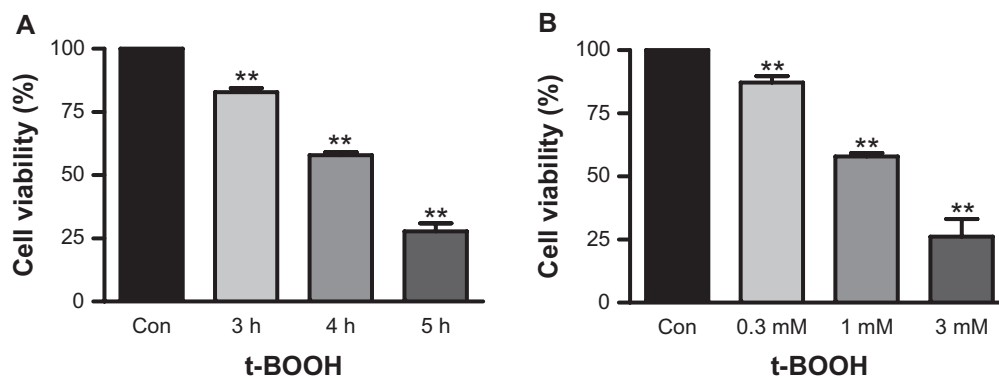 A
Cell viability (%)
100
75
50
25
0
**
**
**
Con
3 h
4 h
5 h
t-BOOH
B
Cell viability (%)
100
75
50
25
0
**
**
**
Con
0.3 mM
1 mM
3 mM
t-BOOH